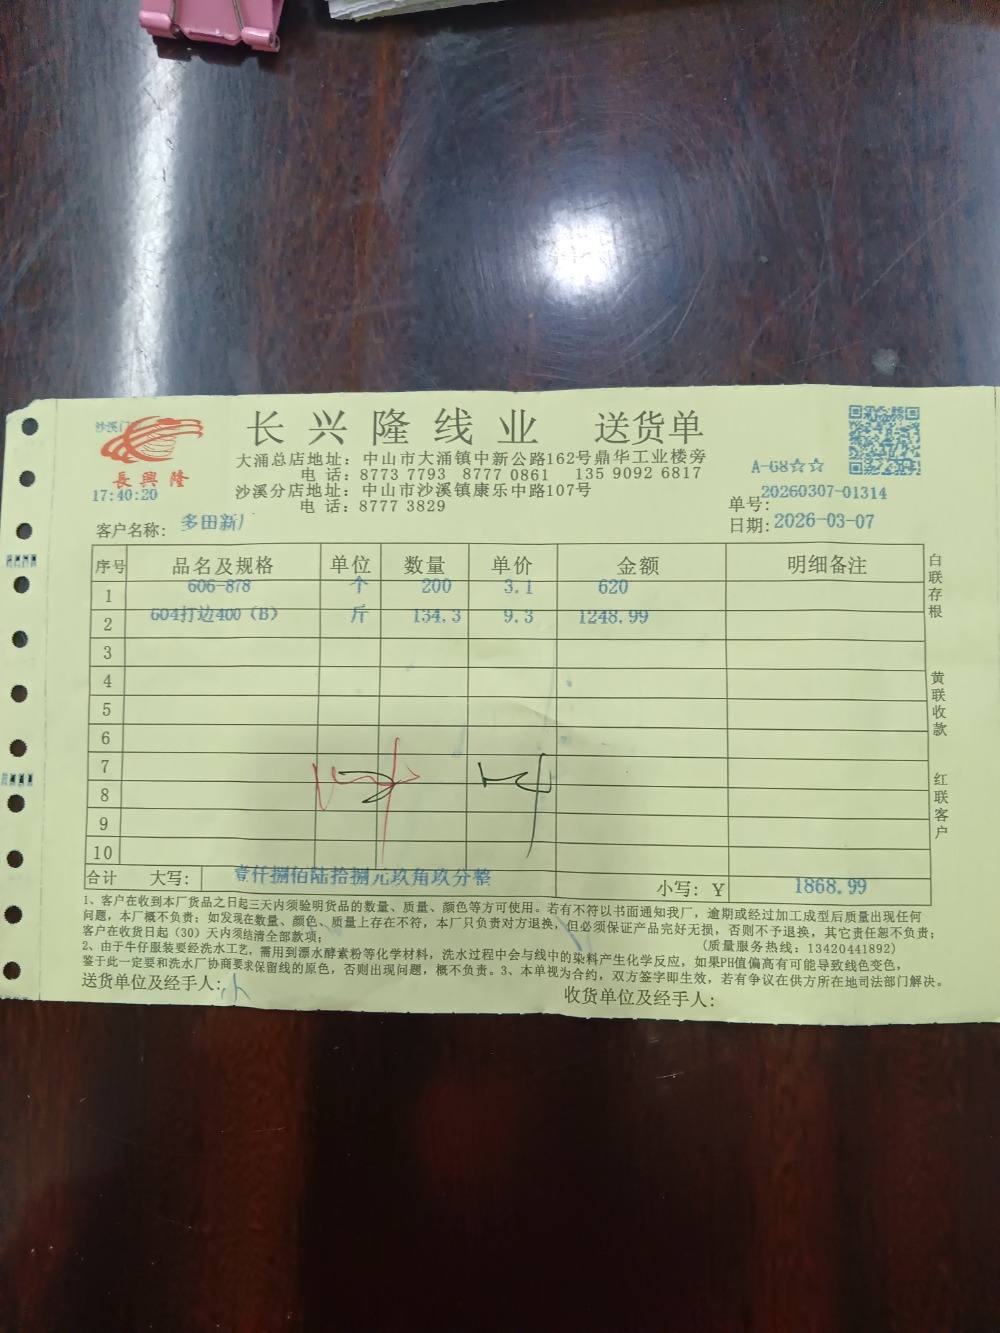 沙溪门
長興隆
17:40:20
长兴隆线业 送货单
大涌总店地址：中山市大涌镇中新公路162号鼎华工业楼旁
电 话：8773 7793 8777 0861 135 9092 6817
沙溪分店地址：中山市沙溪镇康乐中路107号
电 话：8777 3829
A-68☆☆
单号：20260307-01314
日期：2026-03-07
客户名称：多田新厂
序号 品名及规格 单位 数量 单价 金额 明细备注
1 606-878 个 200 3.1 620
2 604打边400（B） 斤 134.3 9.3 1248.99
3
4
5
6
7
8
9
10
合计 大写： 壹仟捌佰陆拾捌元玖角玖分整 小写：Y 1868.99
白联存根
黄联收款
红联客户
1、客户在收到本厂货品之日起三天内须验明货品的数量、质量、颜色等方可使用。若有不符以书面通知我厂，逾期或经过加工成型后质量出现任何
问题，本厂概不负责；如发现在数量、颜色、质量上存在不符，本厂只负责对方退换，但必须保证产品完好无损，否则不予退换，其它责任恕不负责；
客户在收货日起（30）天内须结清全部款项； （质量服务热线：13420441892）
2、由于牛仔服装要经洗水工艺，需用到漂水酵素粉等化学材料，洗水过程中会与线中的染料产生化学反应，如果PH值偏高有可能导致线色变色，
鉴于此一定要和洗水厂协商要求保留线的原色，否则出现问题，概不负责。3、本单视为合约，双方签字即生效，若有争议在供方所在地司法部门解决。
送货单位及经手人：
收货单位及经手人：